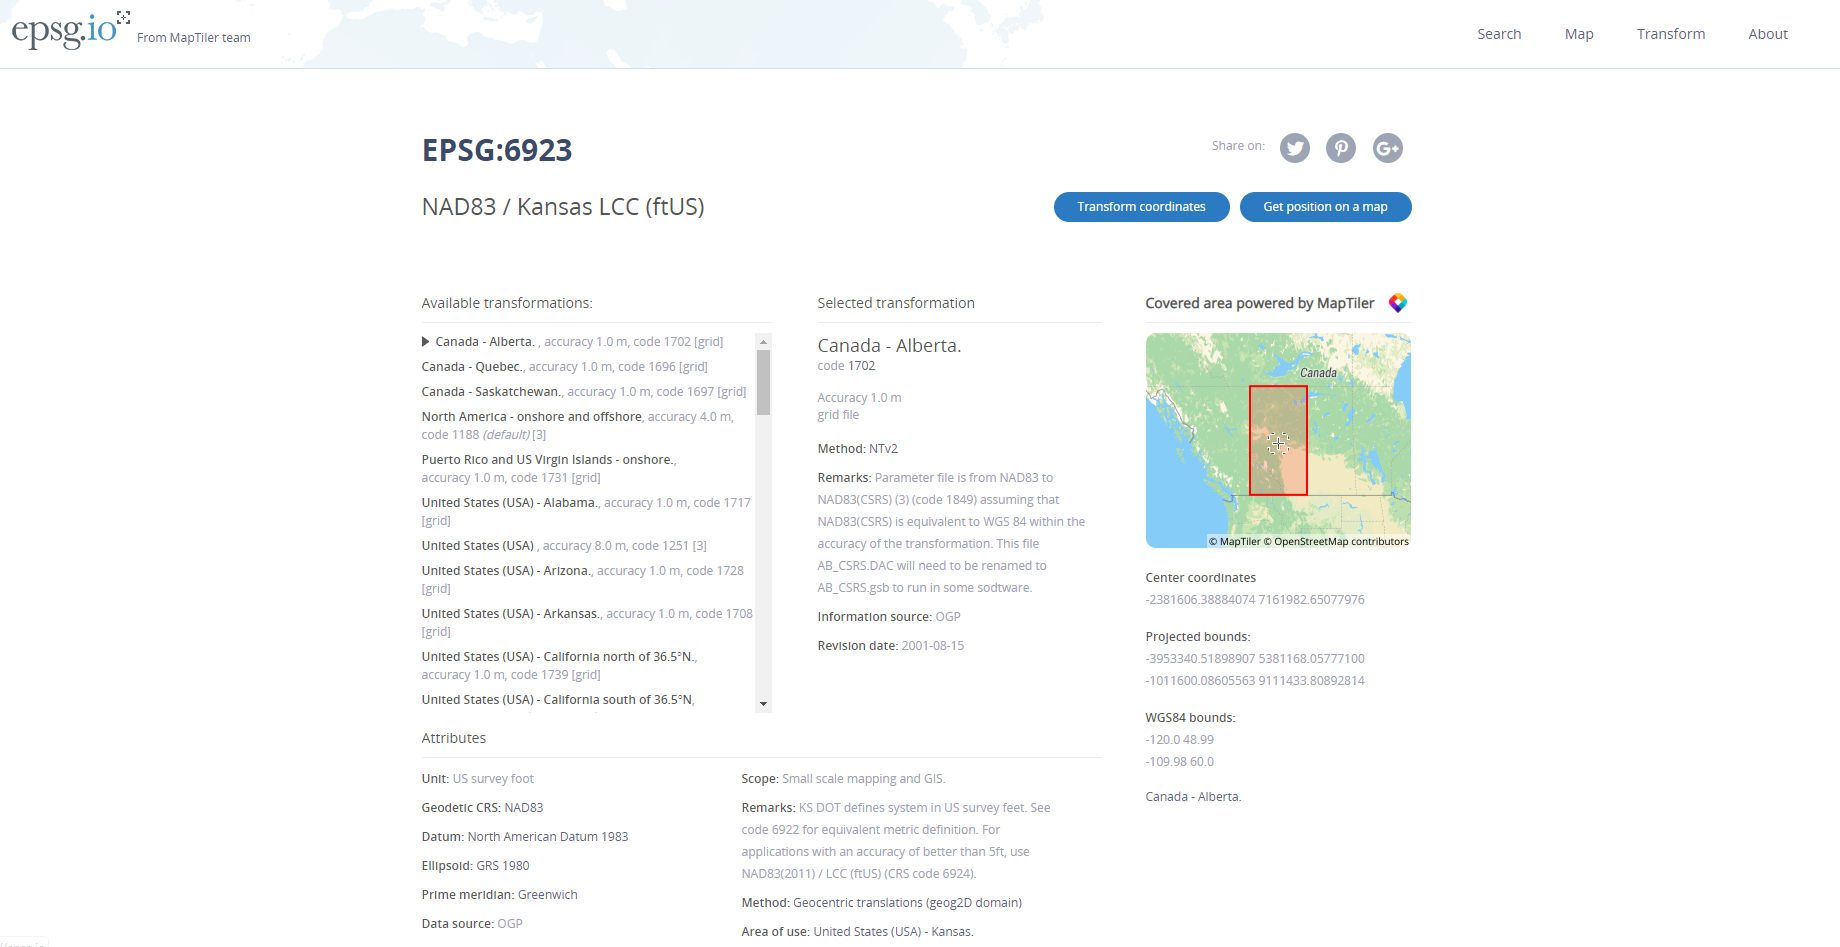 epsg.io
From MapTiler team
Search
Map
Transform
About
EPSG:6923
Share on:
NAD83 / Kansas LCC (ftUS)
Transform coordinates
Get position on a map
Available transformations:
Canada - Alberta. , accuracy 1.0 m, code 1702 [grid]
Canada - Quebec., accuracy 1.0 m, code 1696 [grid]
Canada - Saskatchewan., accuracy 1.0 m, code 1697 [grid]
North America - onshore and offshore, accuracy 4.0 m,
code 1188 (default) [3]
Puerto Rico and US Virgin Islands - onshore.,
accuracy 1.0 m, code 1731 [grid]
United States (USA) - Alabama., accuracy 1.0 m, code 1717
[grid]
United States (USA) , accuracy 8.0 m, code 1251 [3]
United States (USA) - Arizona., accuracy 1.0 m, code 1728
[grid]
United States (USA) - Arkansas., accuracy 1.0 m, code 1708
[grid]
United States (USA) - California north of 36.5°N.,
accuracy 1.0 m, code 1739 [grid]
United States (USA) - California south of 36.5°N,
Selected transformation
Canada - Alberta.
code 1702
Accuracy 1.0 m
grid file
Method: NTv2
Remarks: Parameter file is from NAD83 to
NAD83(CSRS) (3) (code 1849) assuming that
NAD83(CSRS) is equivalent to WGS 84 within the
accuracy of the transformation. This file
AB_CSRS.DAC will need to be renamed to
AB_CSRS.gsb to run in some sodtware.
Information source: OGP
Revision date: 2001-08-15
Covered area powered by MapTiler
Canada
© MapTiler © OpenStreetMap contributors
Center coordinates
-2381606.38884074 7161982.65077976
Projected bounds:
-3953340.51898907 5381168.05777100
-1011600.08605563 9111433.80892814
WGS84 bounds:
-120.0 48.99
-109.98 60.0
Canada - Alberta.
Attributes
Unit: US survey foot
Geodetic CRS: NAD83
Datum: North American Datum 1983
Ellipsoid: GRS 1980
Prime meridian: Greenwich
Data source: OGP
Scope: Small scale mapping and GIS.
Remarks: KS DOT defines system in US survey feet. See
code 6922 for equivalent metric definition. For
applications with an accuracy of better than 5ft, use
NAD83(2011) / LCC (ftUS) (CRS code 6924).
Method: Geocentric translations (geog2D domain)
Area of use: United States (USA) - Kansas.